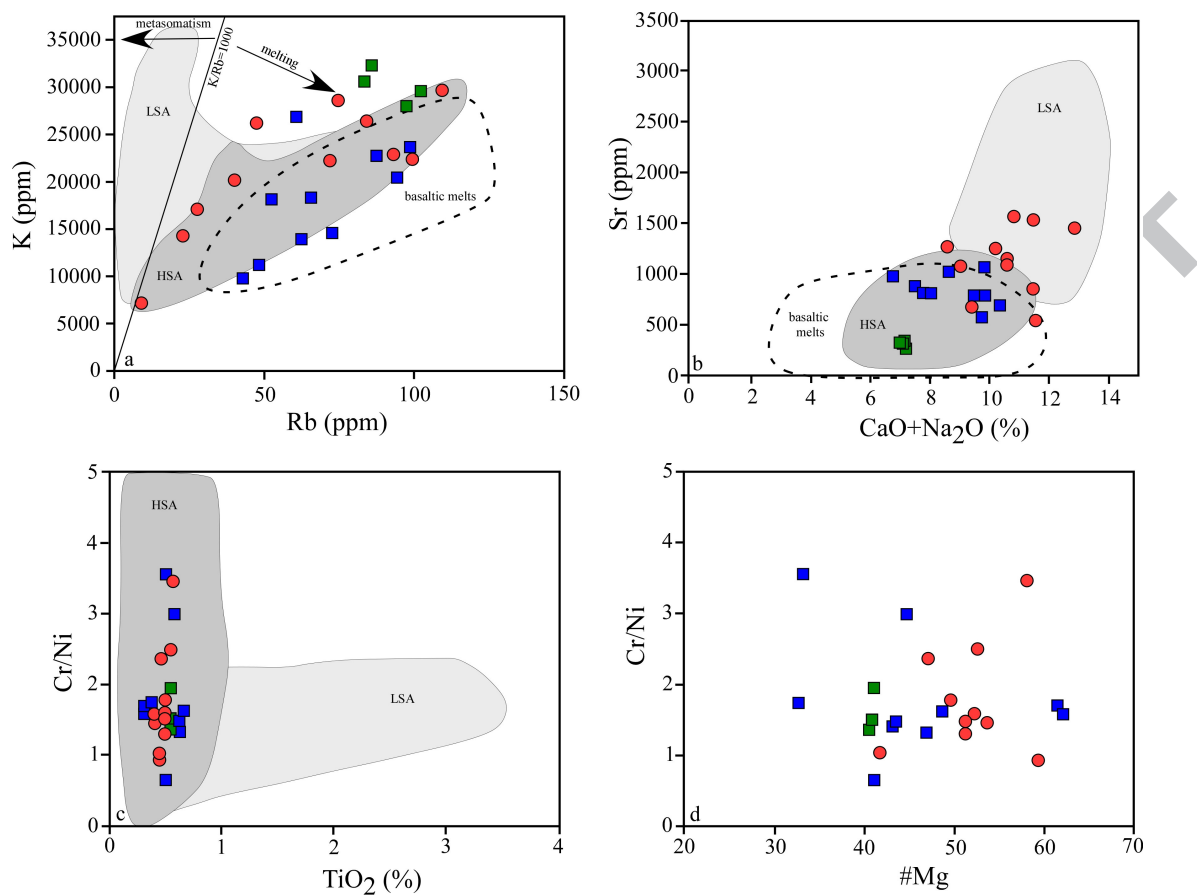 metasomatism
K/Rb=1000
melting
LSA
HSA
basaltic melts
a
35000
30000
25000
20000
15000
10000
5000
0
K (ppm)
0
50
100
150
Rb (ppm)
3500
3000
2500
2000
1500
1000
500
0
Sr (ppm)
LSA
basaltic
melts
HSA
b
0
2
4
6
8
10
12
14
CaO+Na₂O (%)
5
4
3
2
1
0
Cr/Ni
HSA
LSA
c
0
1
2
3
4
TiO₂ (%)
5
4
3
2
1
0
Cr/Ni
d
20
30
40
50
60
70
#Mg